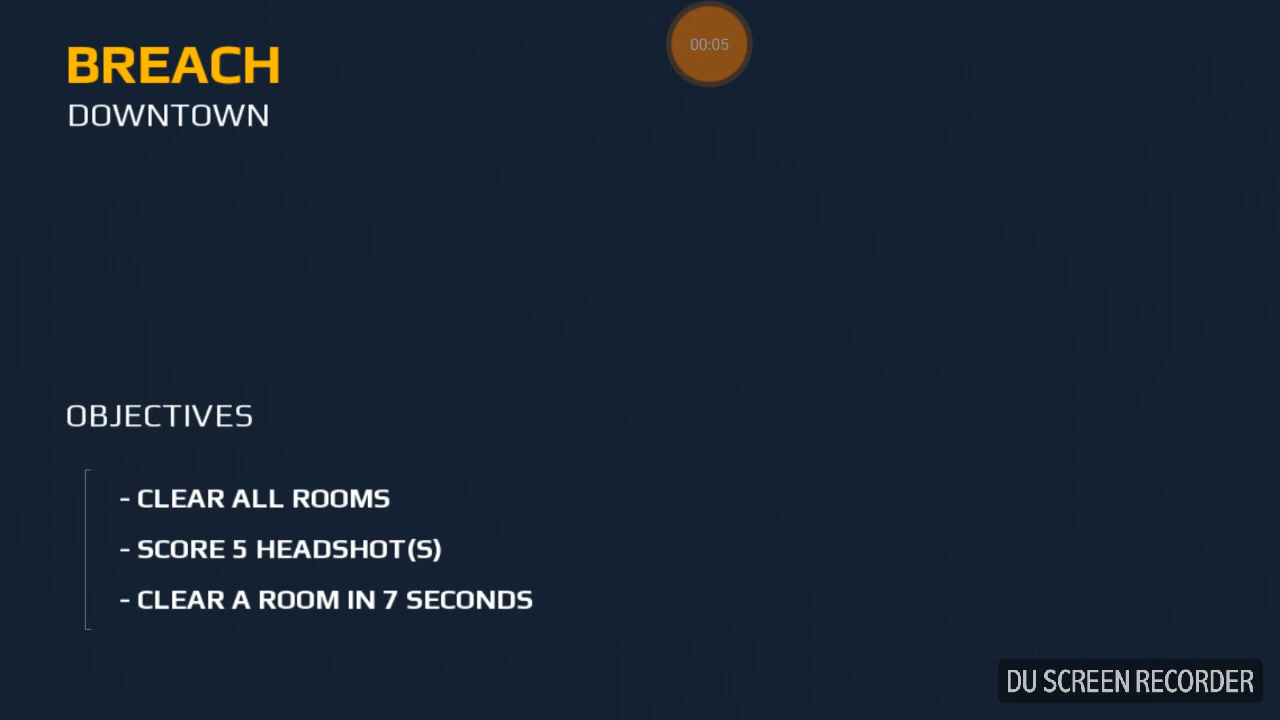 BREACH
00:05
DOWNTOWN
OBJECTIVES
- CLEAR ALL ROOMS
- SCORE 5 HEADSHOT(S)
- CLEAR A ROOM IN 7 SECONDS
DU SCREEN RECORDER